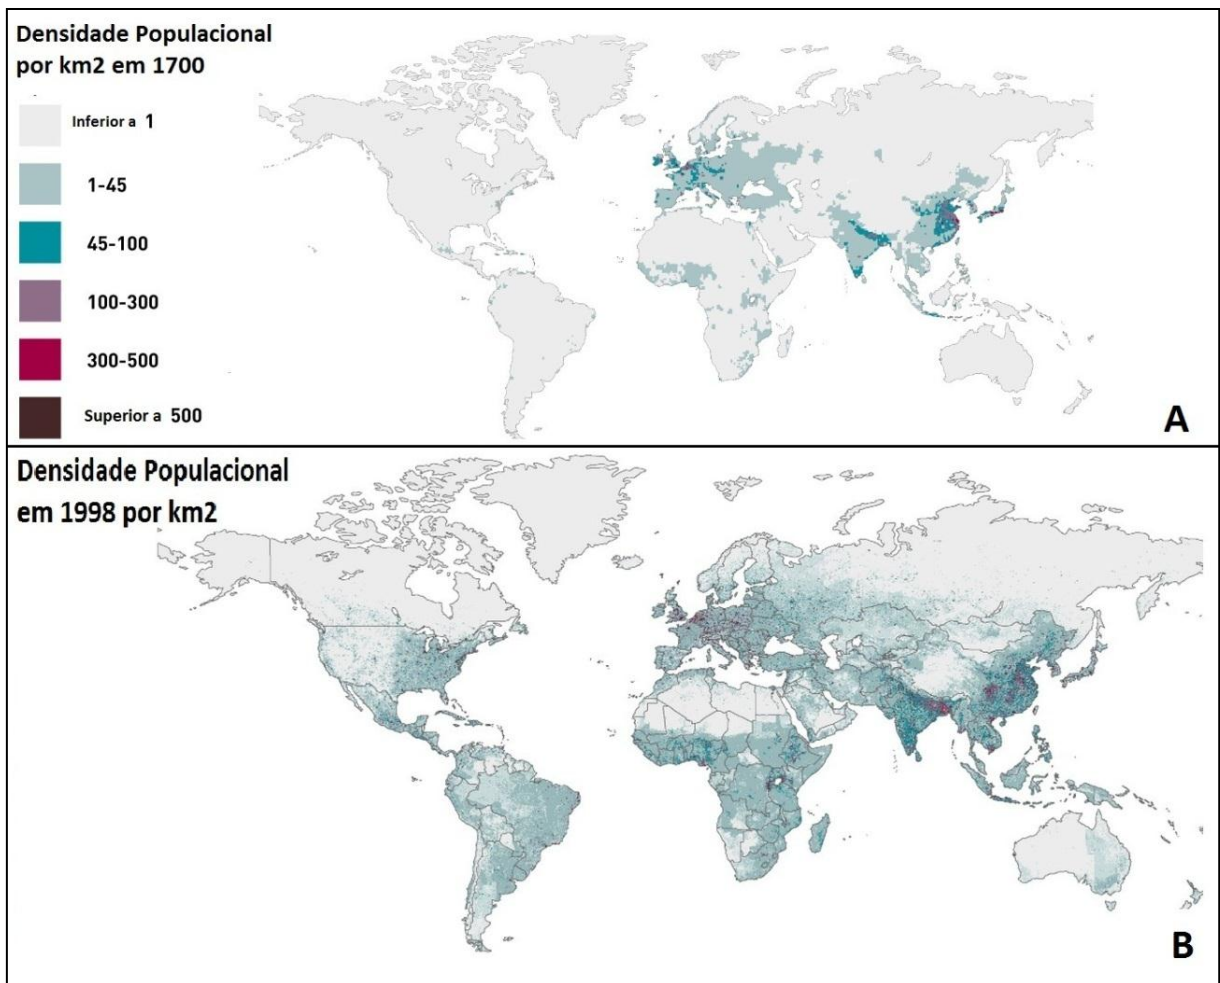 Densidade Populacional
por km2 em 1700
Inferior a 1
1-45
45-100
100-300
300-500
Superior a 500
A
Densidade Populacional
em 1998 por km2
B